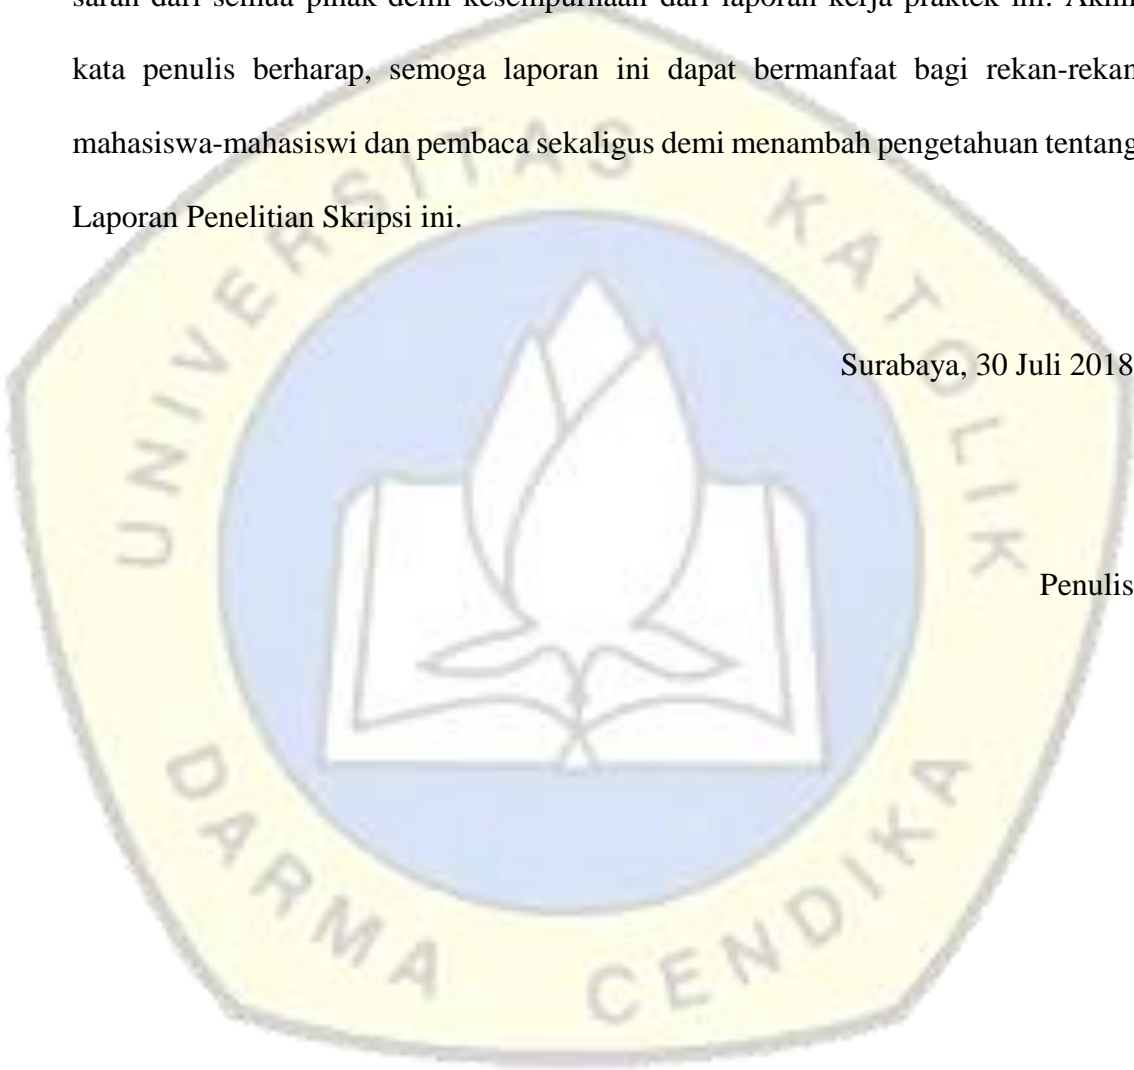 saran dari semua pihak demi kesempurnaan dari laporan kerja praktek ini. Akhir
kata penulis berharap, semoga laporan ini dapat bermanfaat bagi rekan-rekan
mahasiswa-mahasiswi dan pembaca sekaligus demi menambah pengetahuan tentang
Laporan Penelitian Skripsi ini.
Surabaya, 30 Juli 2018
Penulis
UNIVERSITAS KATOLIK
DARMA CENDIKA